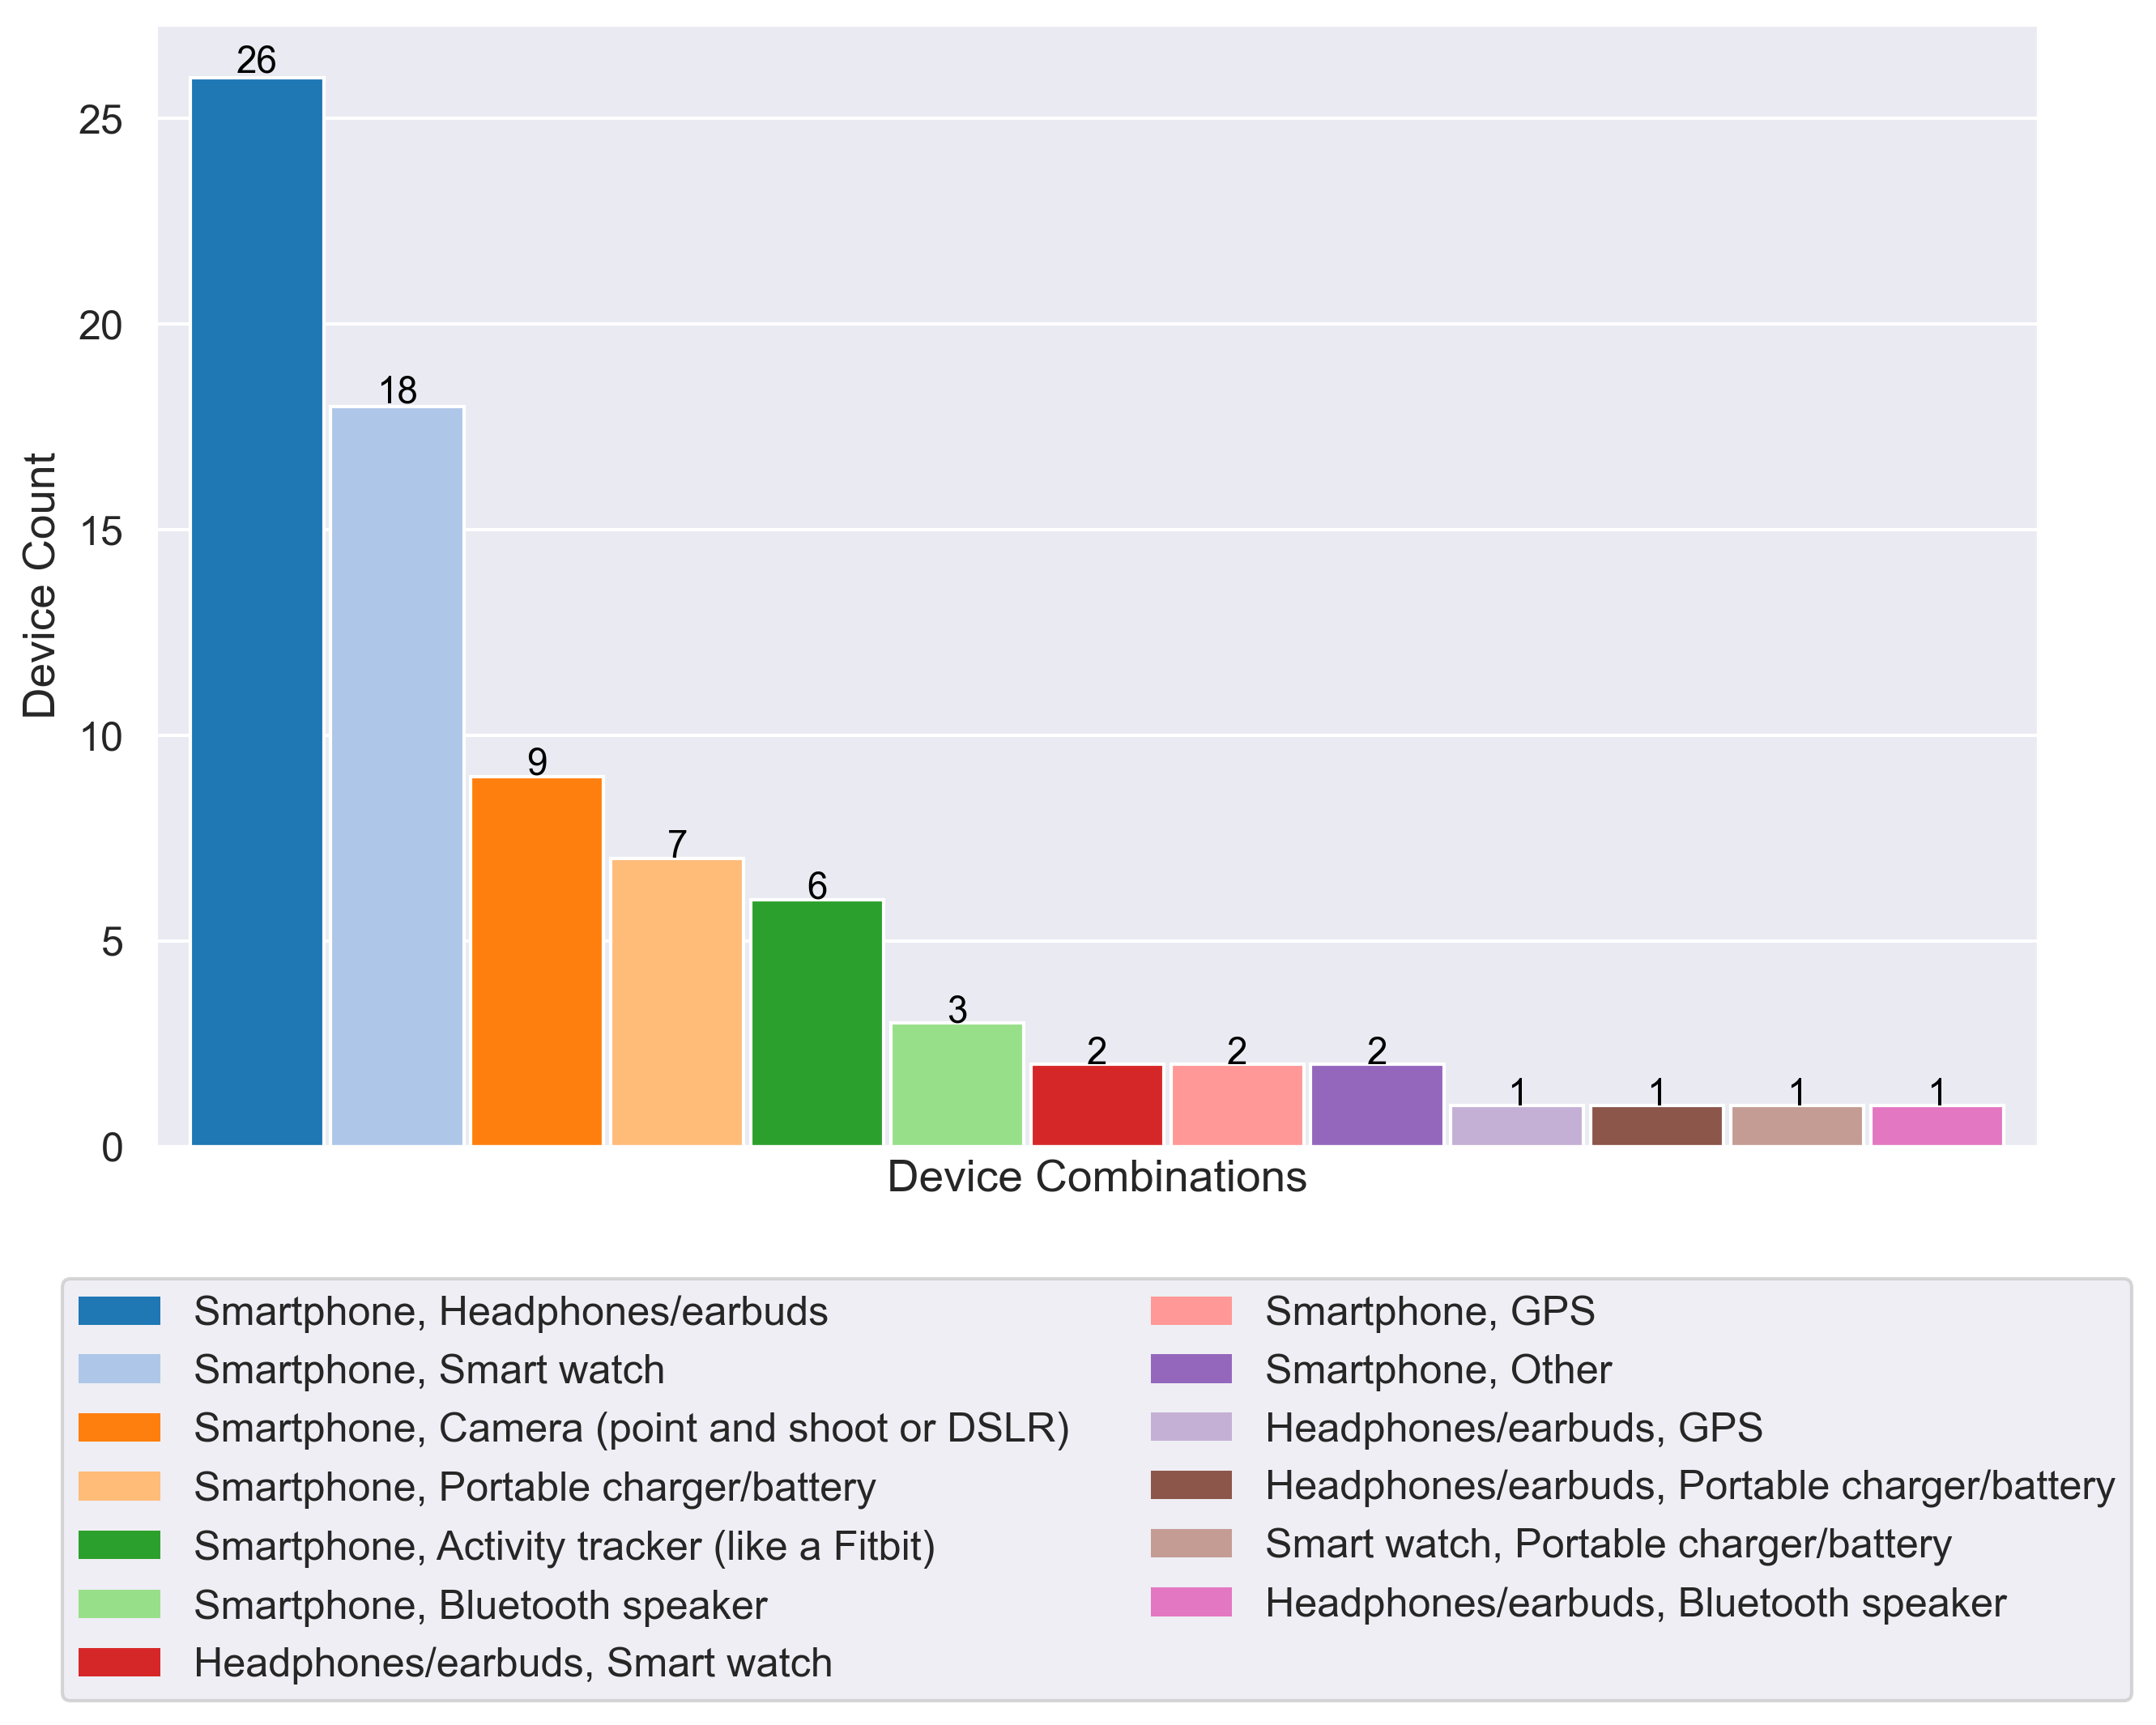 26
25
18
20
15
Device Count
10
9
7
6
5
3
2
2
2
1
1
1
1
0
Device Combinations
Smartphone, Headphones/earbuds
Smartphone, Smart watch
Smartphone, Camera (point and shoot or DSLR)
Smartphone, Portable charger/battery
Smartphone, Activity tracker (like a Fitbit)
Smartphone, Bluetooth speaker
Headphones/earbuds, Smart watch
Smartphone, GPS
Smartphone, Other
Headphones/earbuds, GPS
Headphones/earbuds, Portable charger/battery
Smart watch, Portable charger/battery
Headphones/earbuds, Bluetooth speaker